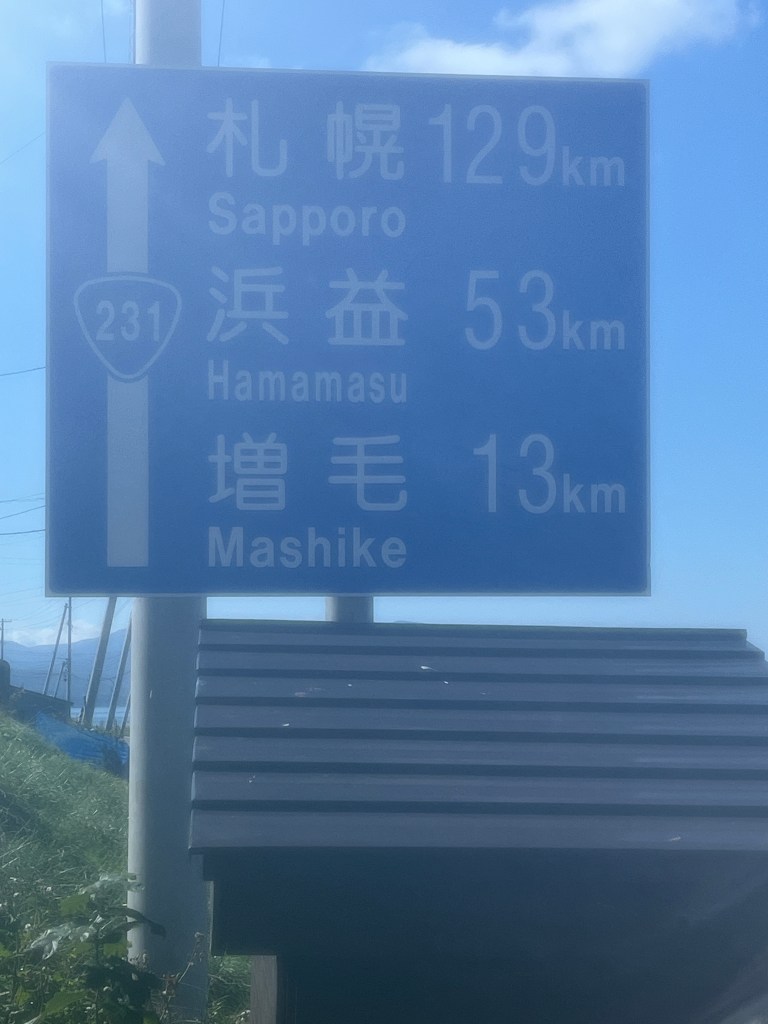 札幌 129km
Sapporo
231
浜益 53km
Hamamasu
増毛 13km
Mashike